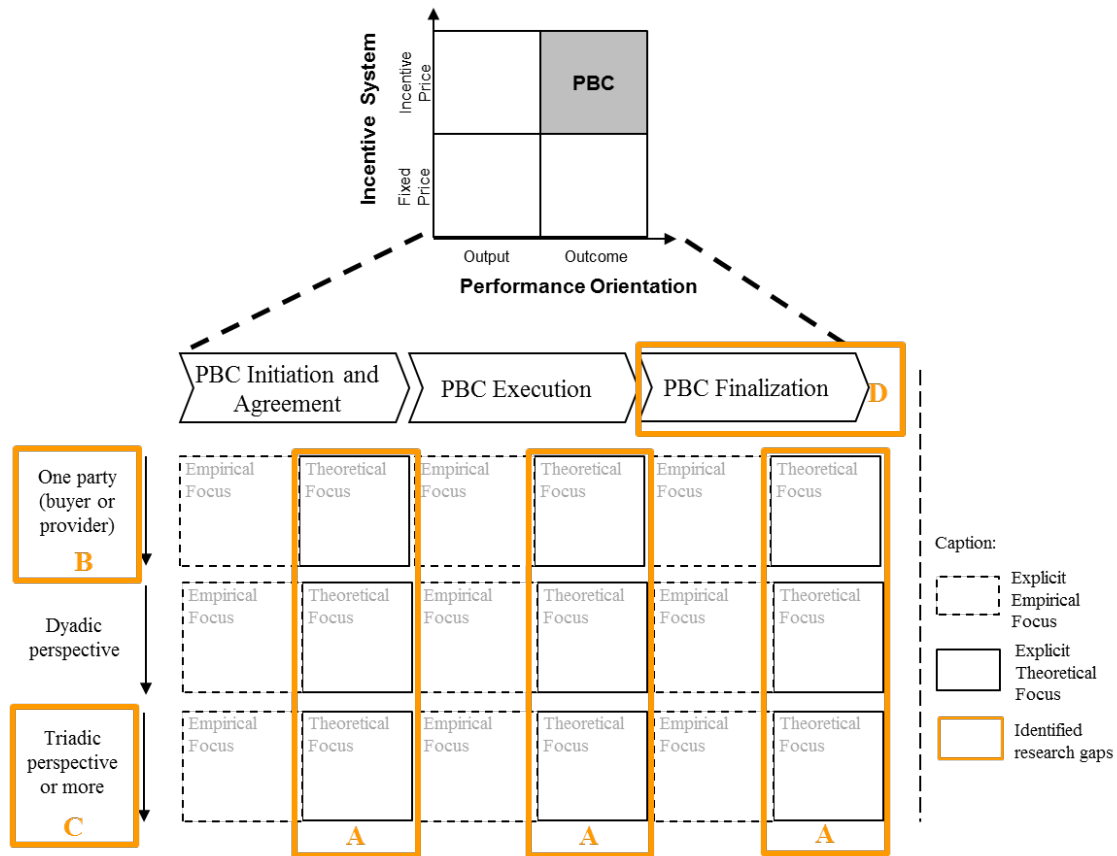 Incentive System
Incentive
Price
Fixed
Price
PBC
Output
Outcome
Performance Orientation
PBC Initiation and
Agreement
PBC Execution
PBC Finalization
D
One party
(buyer or
provider)
B
Empirical
Focus
Theoretical
Focus
Empirical
Focus
Theoretical
Focus
Empirical
Focus
Theoretical
Focus
Dyadic
perspective
Empirical
Focus
Theoretical
Focus
Empirical
Focus
Theoretical
Focus
Empirical
Focus
Theoretical
Focus
Triadic
perspective
or more
C
Empirical
Focus
Theoretical
Focus
Empirical
Focus
Theoretical
Focus
Empirical
Focus
Theoretical
Focus
A
A
A
Caption:
Explicit
Empirical
Focus
Explicit
Theoretical
Focus
Identified
research gaps